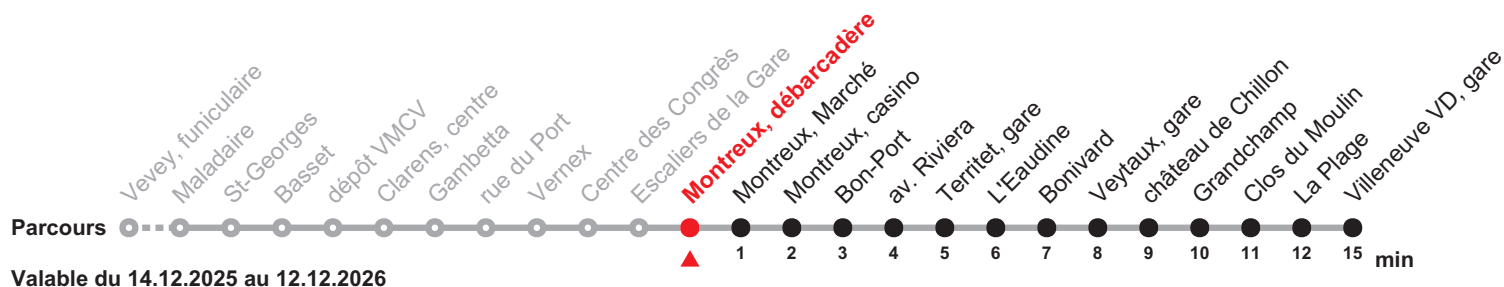 Vevey, funiculaire
Maladaire
St-Georges
Basset
dépôt VMCV
Clarens, centre
Gambetta
rue du Port
Vernex
Centre des Congrès
Escaliers de la Gare
Montreux, débarcadère
Montreux, Marché
Montreux, casino
Bon-Port
av. Riviera
Territet, gare
L'Eaudine
Bonivard
Veytaux, gare
château de Chillon
Grandchamp
Clos du Moulin
La Plage
Villeneuve VD, gare
Parcours
1 2 3 4 5 6 7 8 9 10 11 12 15 min
Valable du 14.12.2025 au 12.12.2026